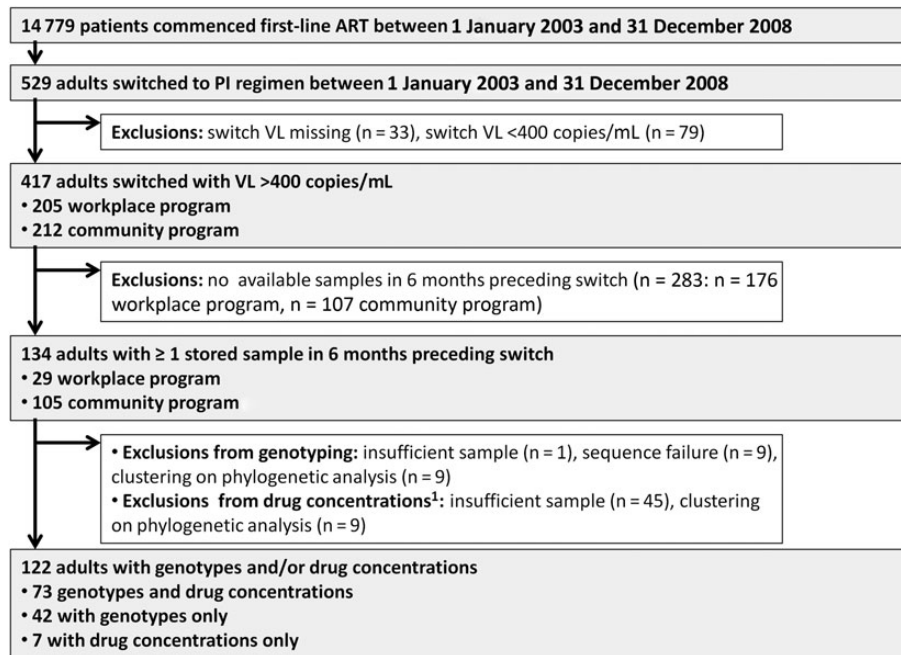 14 779 patients commenced first-line ART between 1 January 2003 and 31 December 2008
529 adults switched to PI regimen between 1 January 2003 and 31 December 2008
Exclusions: switch VL missing (n = 33), switch VL <400 copies/mL (n = 79)
417 adults switched with VL >400 copies/mL
• 205 workplace program
• 212 community program
Exclusions: no available samples in 6 months preceding switch (n = 283: n = 176
workplace program, n = 107 community program)
134 adults with ≥ 1 stored sample in 6 months preceding switch
• 29 workplace program
• 105 community program
• Exclusions from genotyping: insufficient sample (n = 1), sequence failure (n = 9),
clustering on phylogenetic analysis (n = 9)
• Exclusions from drug concentrations¹: insufficient sample (n = 45), clustering
on phylogenetic analysis (n = 9)
122 adults with genotypes and/or drug concentrations
• 73 genotypes and drug concentrations
• 42 with genotypes only
• 7 with drug concentrations only